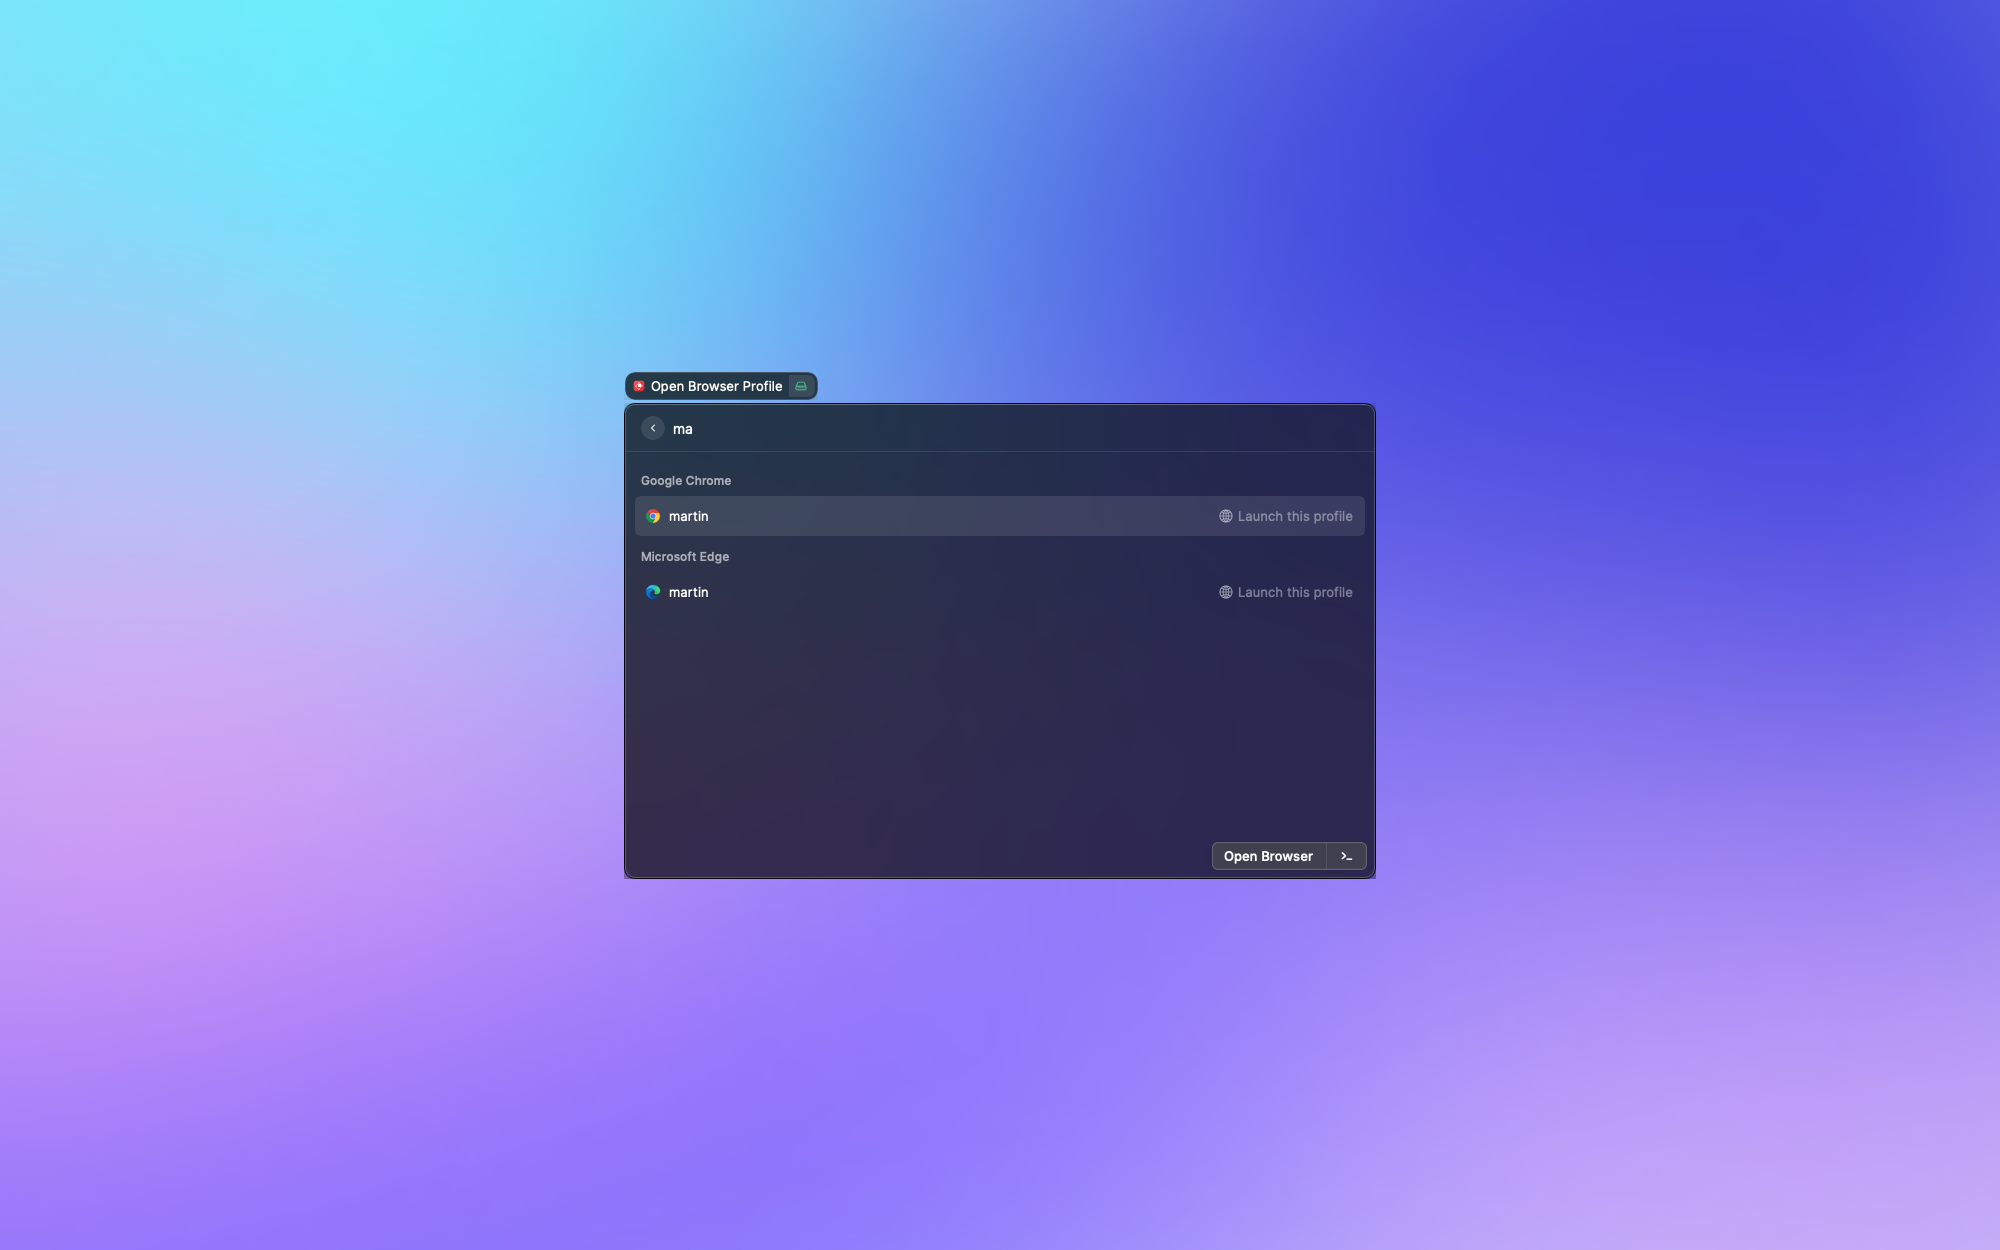 Open Browser Profile
ma
Google Chrome
martin Launch this profile
Microsoft Edge
martin Launch this profile
Open Browser >_